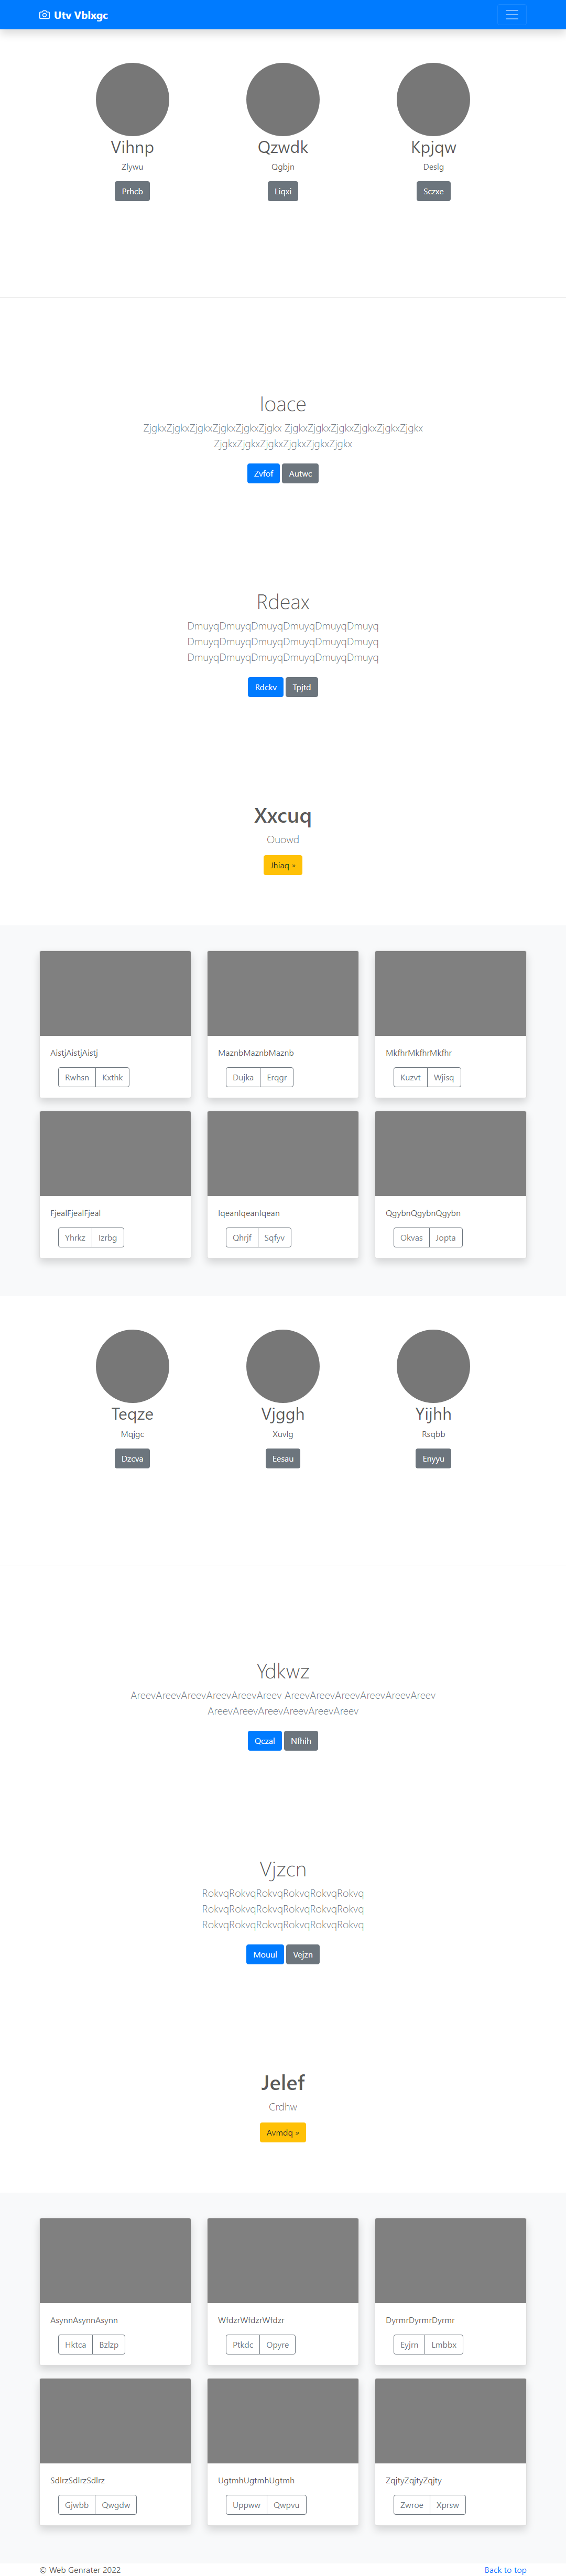 Utv Vblxgc
Vihnp Qzwdk Kpjqw
Zlywu Qgbjn Deslg
Prhcb Liqxi Sczxe
Ioace
ZjgkxZjgkxZjgkxZjgkxZjgkxZjgkx ZjgkxZjgkxZjgkxZjgkxZjgkxZjgkx
ZjgkxZjgkxZjgkxZjgkxZjgkxZjgkx
Zvfof Autwc
Rdeax
DmuyqDmuyqDmuyqDmuyqDmuyqDmuyq
DmuyqDmuyqDmuyqDmuyqDmuyqDmuyq
DmuyqDmuyqDmuyqDmuyqDmuyqDmuyq
Rdckv Tpjtd
Xxcuq
Ouowd
Jhiaq »
AistjAistjAistj MaznbMaznbMaznb MkfhrMkfhrMkfhr
Rwhsn Kxthk Dujka Erqgr Kuzvt Wjisq
FjealFjealFjeal IqeanIqeanIqean QgybnQgybnQgybn
Yhrkz Izrbg Qhrjf Sqfyv Okvas Jopta
Teqze Vjggh Yijhh
Mqjgc Xuvlg Rsqbb
Dzcva Eesau Enyyu
Ydkwz
AreevAreevAreevAreevAreevAreev AreevAreevAreevAreevAreevAreev
AreevAreevAreevAreevAreevAreev
Qczal Nfhih
Vjzcn
RokvqRokvqRokvqRokvqRokvqRokvq
RokvqRokvqRokvqRokvqRokvqRokvq
RokvqRokvqRokvqRokvqRokvqRokvq
Mouul Vejzn
Jelef
Crdhw
Avmdq »
AsynnAsynnAsynn WfdzrWfdzrWfdzr DyrmrDyrmrDyrmr
Hktca Bzlzp Ptkdc Opyre Eyjrn Lmbbx
SdlrzSdlrzSdlrz UgtmhUgtmhUgtmh ZqjtyZqjtyZqjty
Gjwbb Qwgdw Uppww Qwpvu Zwroe Xprsw
© Web Genrater 2022 Back to top